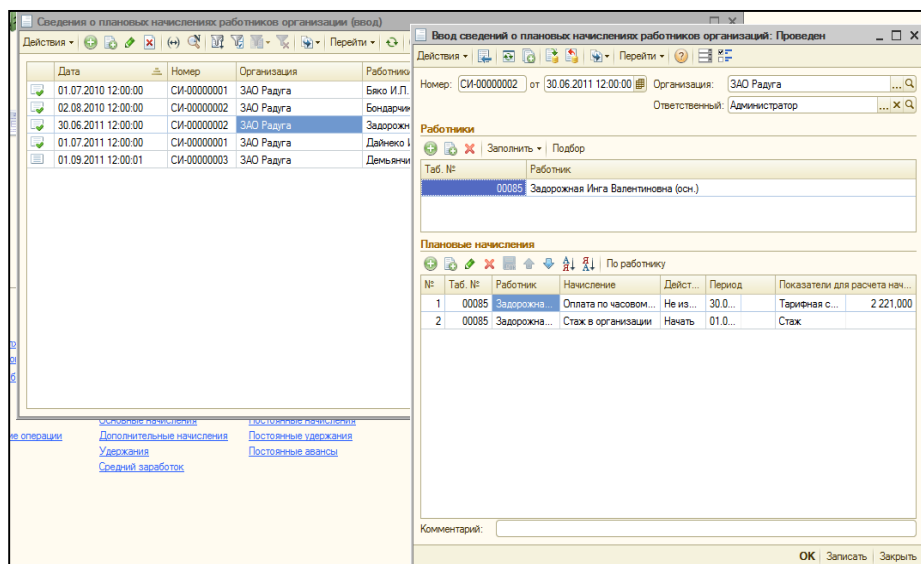 Сведения о плановых начислениях работников организации (ввод)
Действия Перейти
Дата Номер Организация Работники
01.07.2010 12:00:00 СИ-00000001 ЗАО Радуга Бяко И.П.
02.08.2010 12:00:00 СИ-00000002 ЗАО Радуга Бондарчик
30.06.2011 12:00:00 СИ-00000002 ЗАО Радуга Задорожн
01.07.2011 12:00:00 СИ-00000001 ЗАО Радуга Дайнеко И
01.09.2011 12:00:01 СИ-00000003 ЗАО Радуга Демьянчи
Основные начисления Постоянные начисления
ие операции Дополнительные начисления Постоянные удержания
Удержания Постоянные авансы
Средний заработок
Ввод сведений о плановых начислениях работников организаций: Проведен
Действия Перейти
Номер: СИ-00000002 от 30.06.2011 12:00:00 Организация: ЗАО Радуга ...
Ответственный: Администратор ... x
Работники
Заполнить Подбор
Таб. № Работник
00085 Задорожная Инга Валентиновна (осн.)
Плановые начисления
По работнику
№ Таб. № Работник Начисление Дейст... Период Показатели для расчета нач...
1 00085 Задорожна... Оплата по часовом... Не из... 30.0... Тарифная с... 2 221,000
2 00085 Задорожна... Стаж в организации Начать 01.0... Стаж
Комментарий:
OK Записать Закрыть